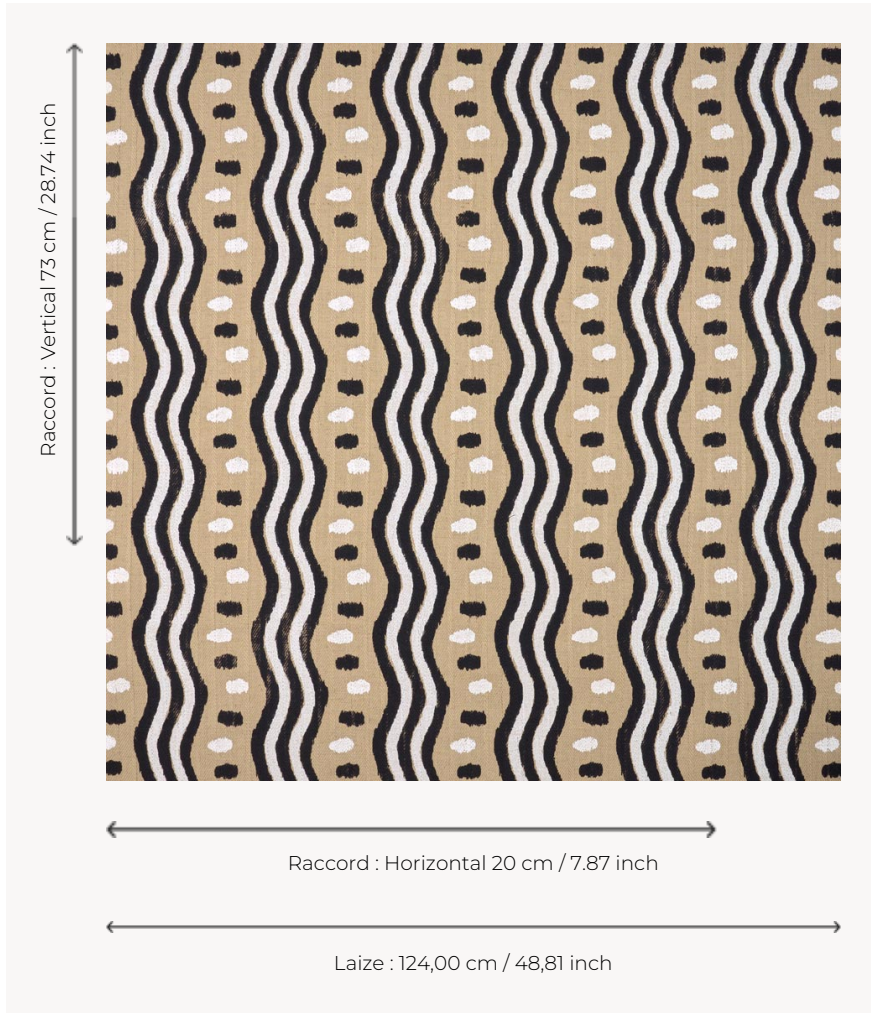 Raccord : Vertical 73 cm / 28.74 inch
Raccord : Horizontal 20 cm / 7.87 inch
Laize : 124,00 cm / 48,81 inch